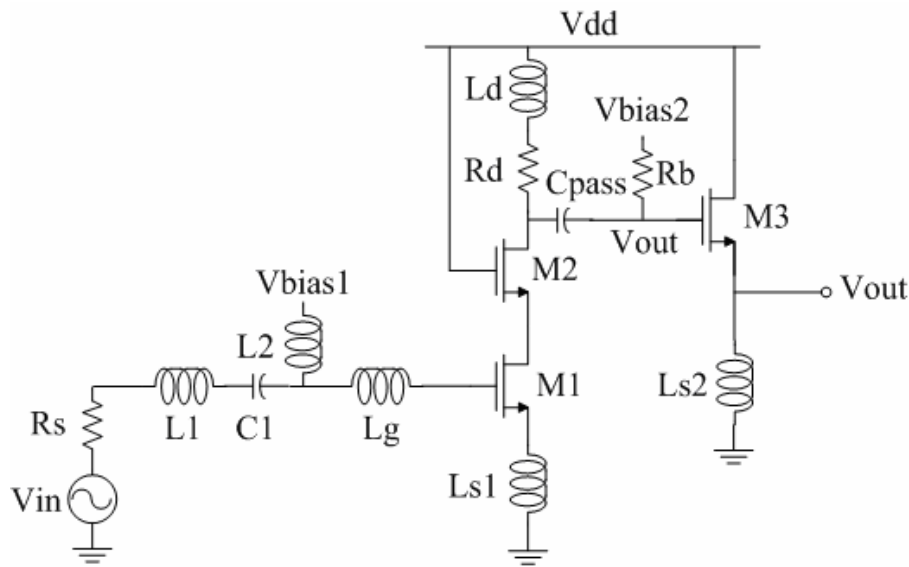 Vdd
Ld
Vbias2
Rd
Cpass
Rb
M3
Vout
M2
Vbias1
Vout
L2
M1
Ls2
Rs
L1
C1
Lg
Ls1
Vin